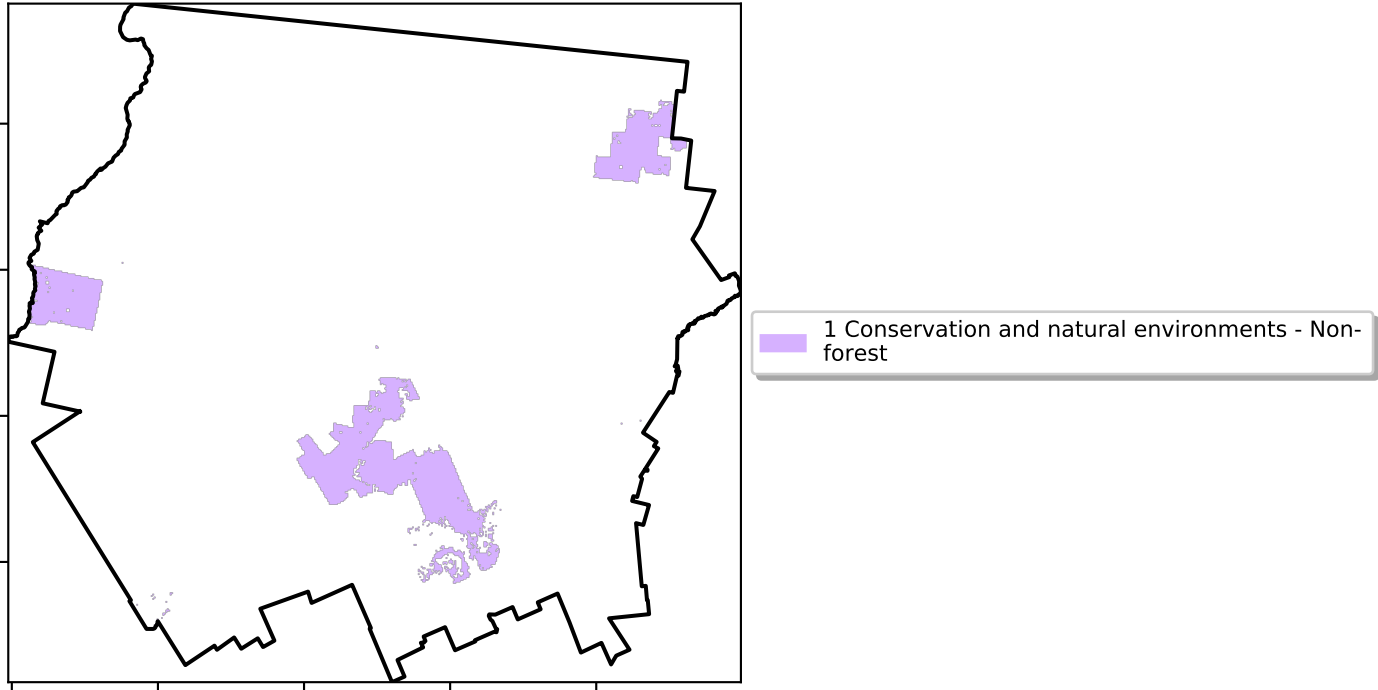 1 Conservation and natural environments - Non-
forest